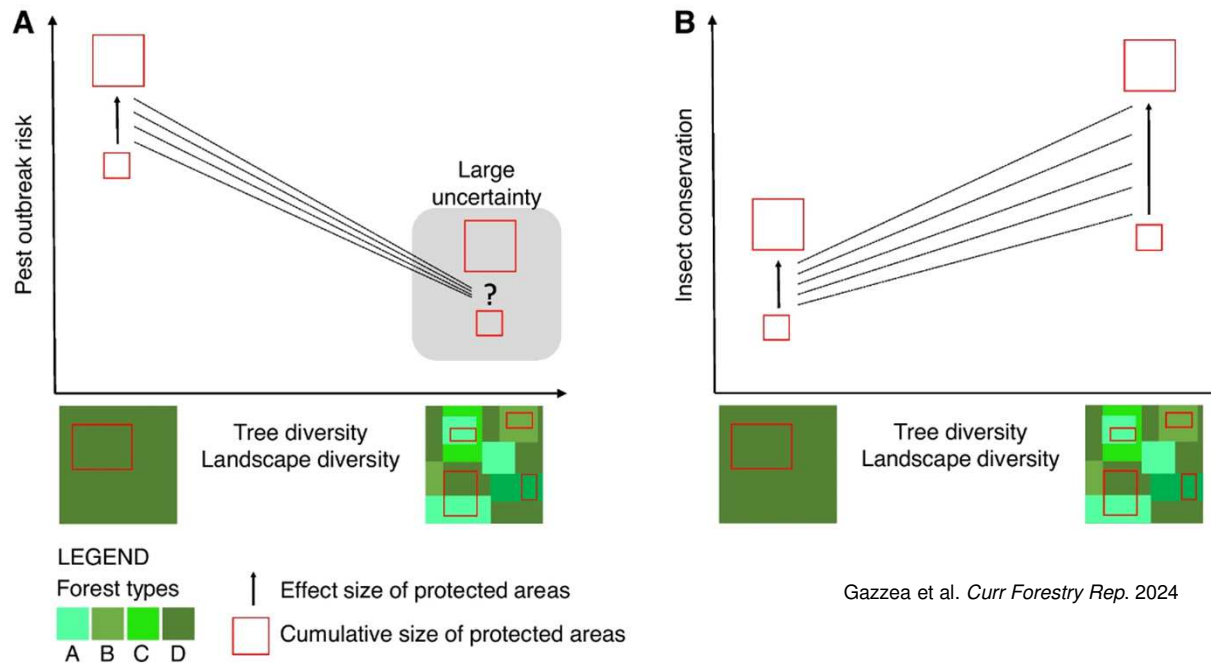 A
Pest outbreak risk
Large
uncertainty
?
Tree diversity
Landscape diversity
B
Insect conservation
Tree diversity
Landscape diversity
LEGEND
Forest types
A B C D
Effect size of protected areas
Cumulative size of protected areas
Gazzea et al. Curr Forestry Rep. 2024